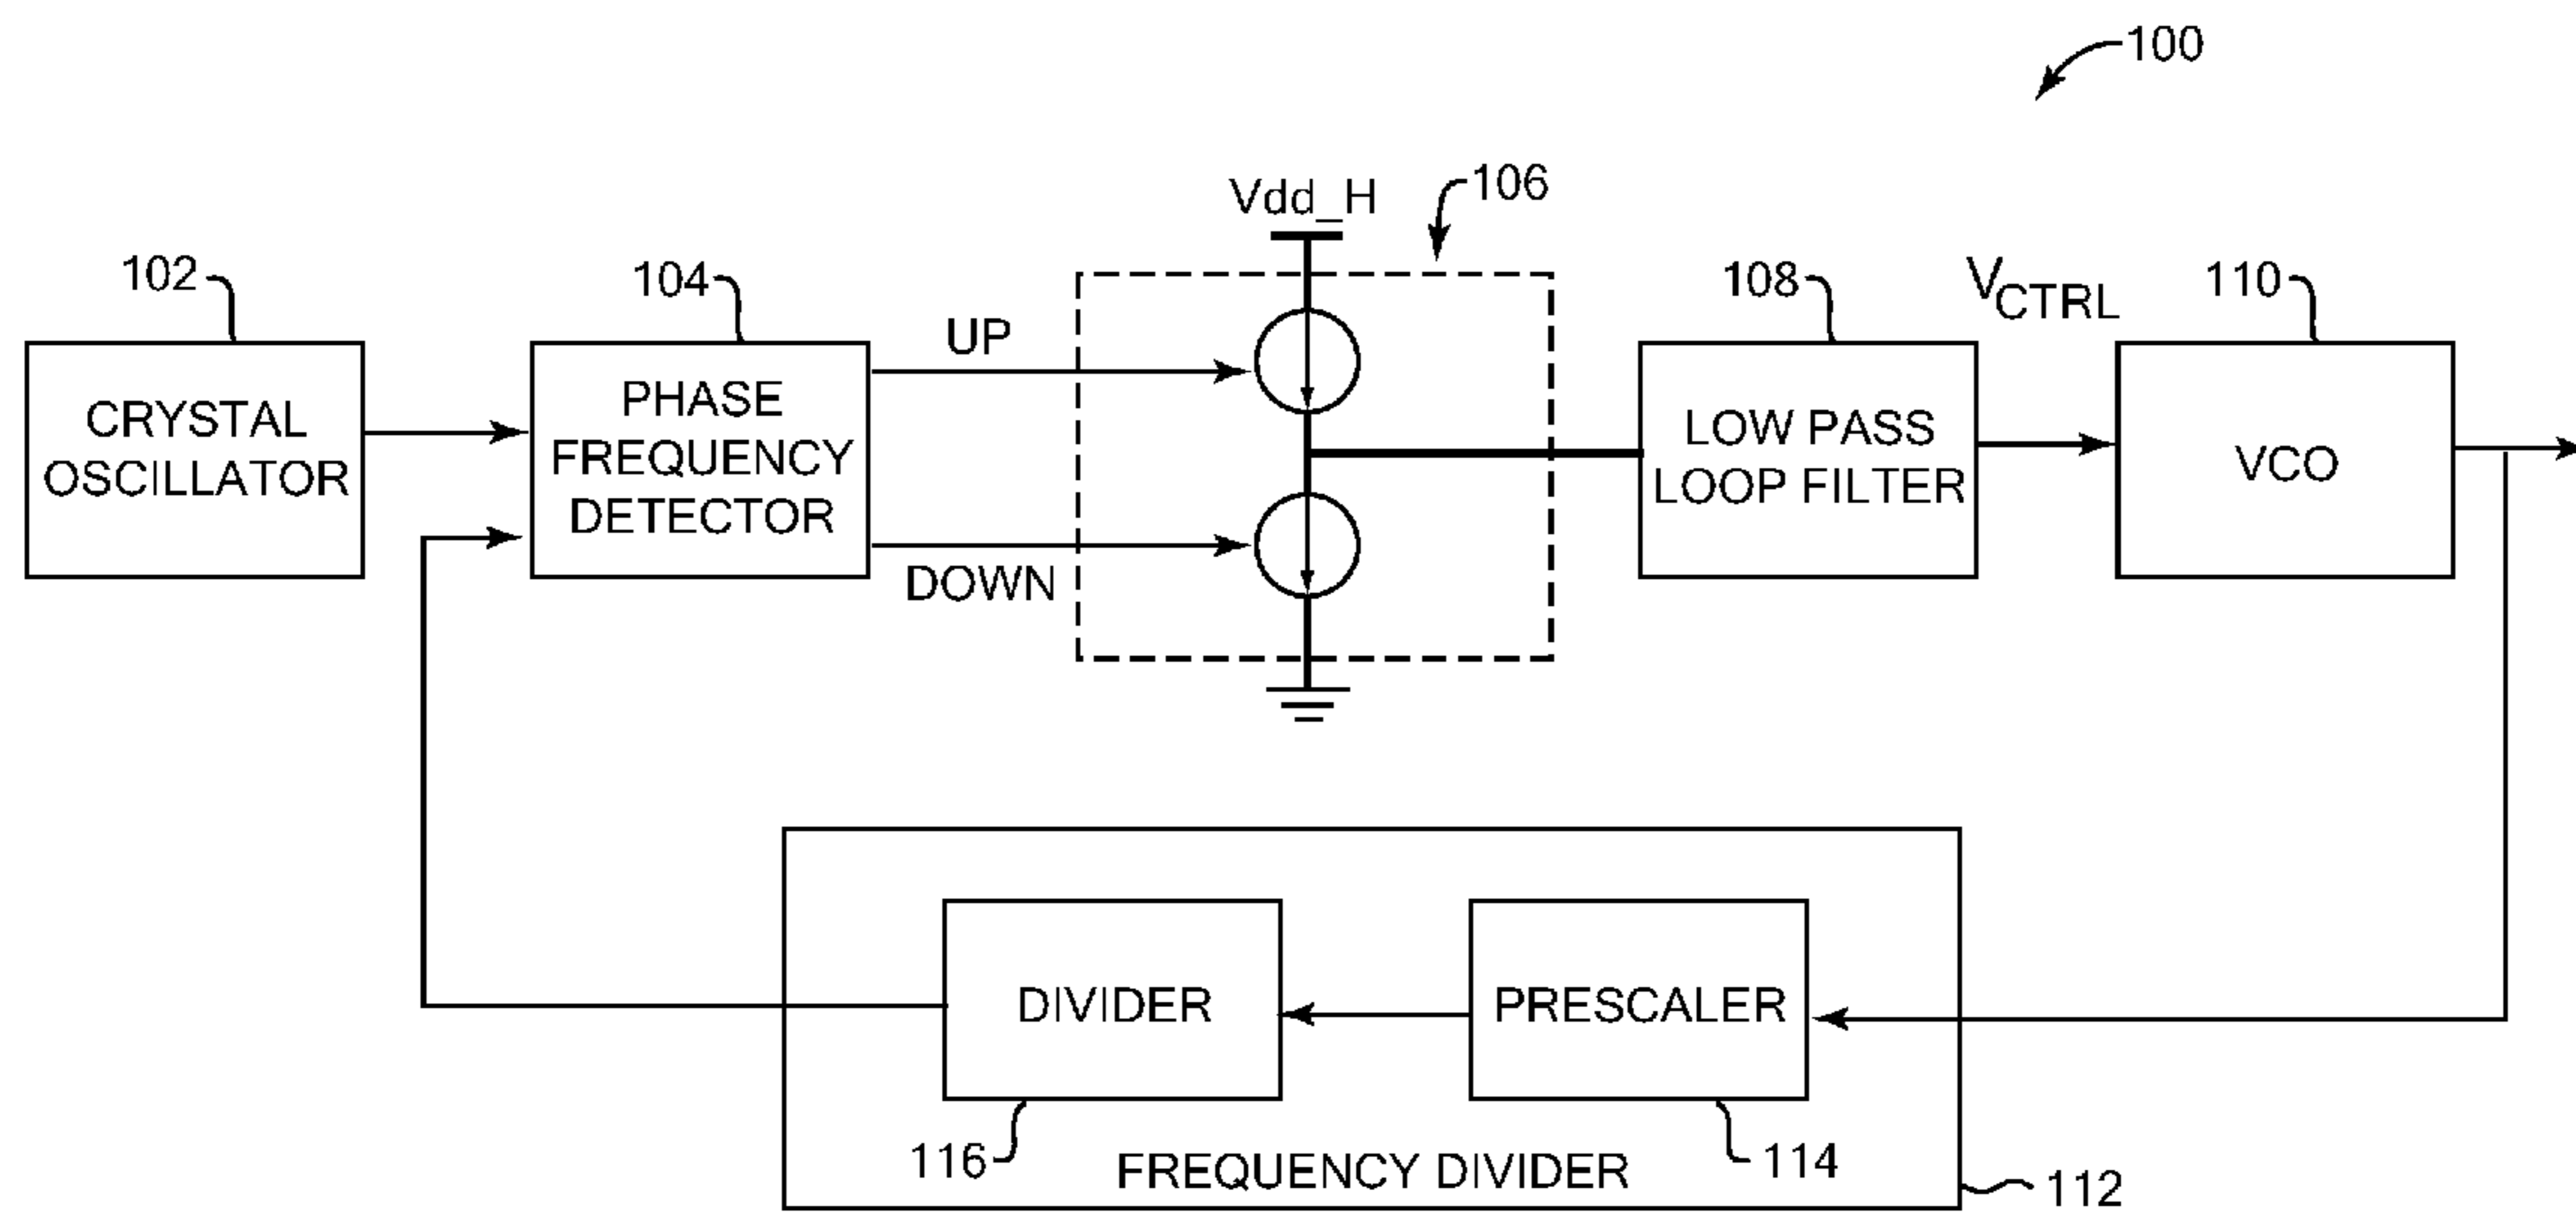 100
Vdd_H
106
102
104
108
VCTRL
110
UP
CRYSTAL
OSCILLATOR
PHASE
FREQUENCY
DETECTOR
LOW PASS
LOOP FILTER
VCO
DOWN
DIVIDER
PRESCALER
116
114
FREQUENCY DIVIDER
112